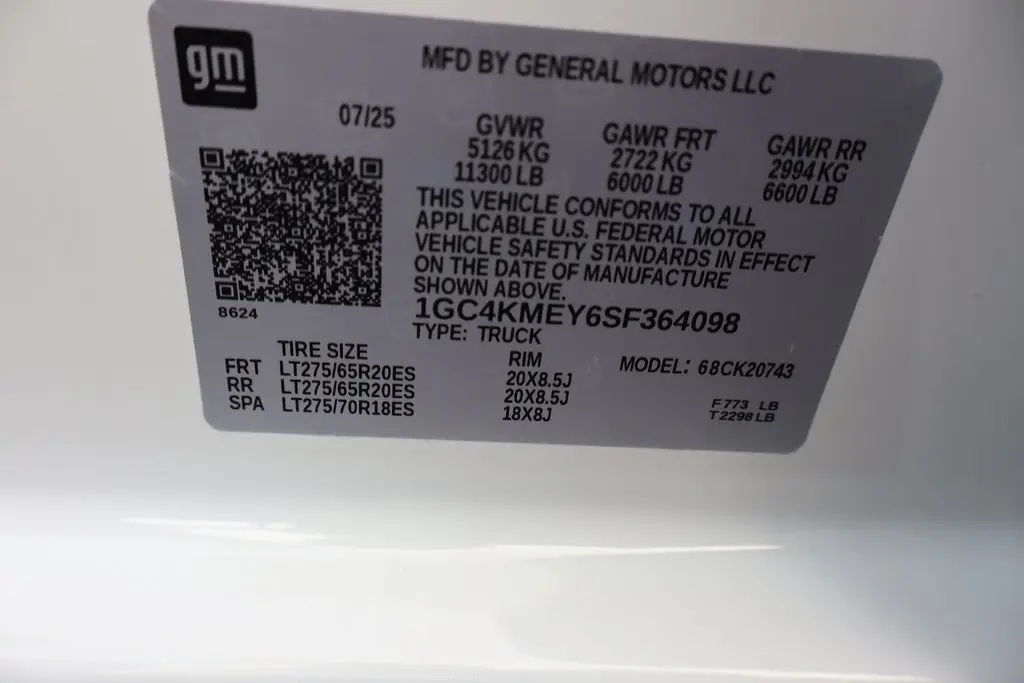 gm
MFD BY GENERAL MOTORS LLC
07/25
GVWR
5126 KG
11300 LB
GAWR FRT
2722 KG
6000 LB
GAWR RR
2994 KG
6600 LB
THIS VEHICLE CONFORMS TO ALL
APPLICABLE U.S. FEDERAL MOTOR
VEHICLE SAFETY STANDARDS IN EFFECT
ON THE DATE OF MANUFACTURE
SHOWN ABOVE.
8624
1GC4KMEY6SF364098
TYPE: TRUCK
TIRE SIZE RIM MODEL: 68CK20743
FRT LT275/65R20ES 20X8.5J
RR LT275/65R20ES 20X8.5J
SPA LT275/70R18ES 18X8J
F 773 LB
T 2298 LB